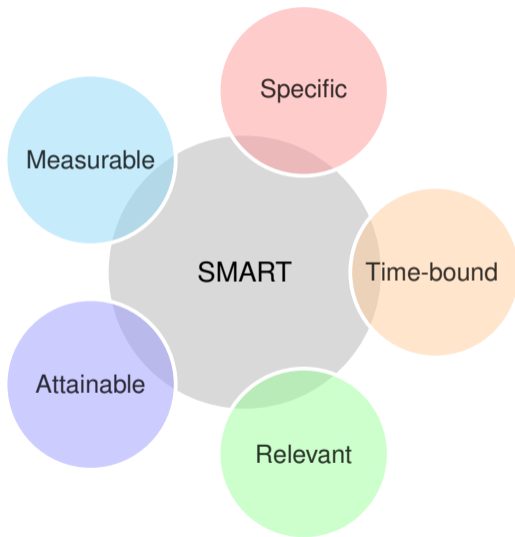 Specific
Measurable
SMART
Time-bound
Attainable
Relevant